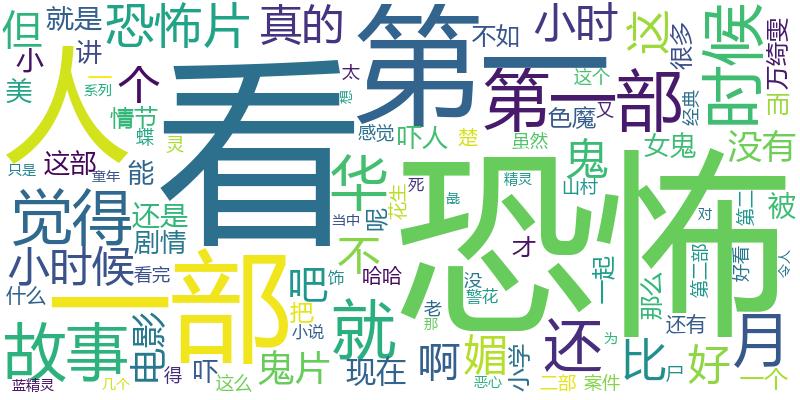 但
就是
恐怖片
真的
第一
不如
小时
这
很多
时候
万绮雯
小
讲
人
看
个
太
这个
第一部
美
一
系列
想
经典
而
情节
蝶
灵
感觉
吓人
楚
虽然
色魔
又
只是
这部
童年
能
华
死
精灵
鬼
女鬼
没有
觉得
还是
剧情
当中
呢
花生
彘
山村
恐怖
对
第二
被
小时候
看完
一部
不
哈哈
才
没
警花
一起
那么
第二部
好看
令人
什么
吧
饰
把
小说
就
老
那
还
还有
为
故事
电影
鬼片
现在
啊
媚
小学
比
尸
好
月
一个
蓝精灵
几个
得
吓
这么
恶心
二部
案件